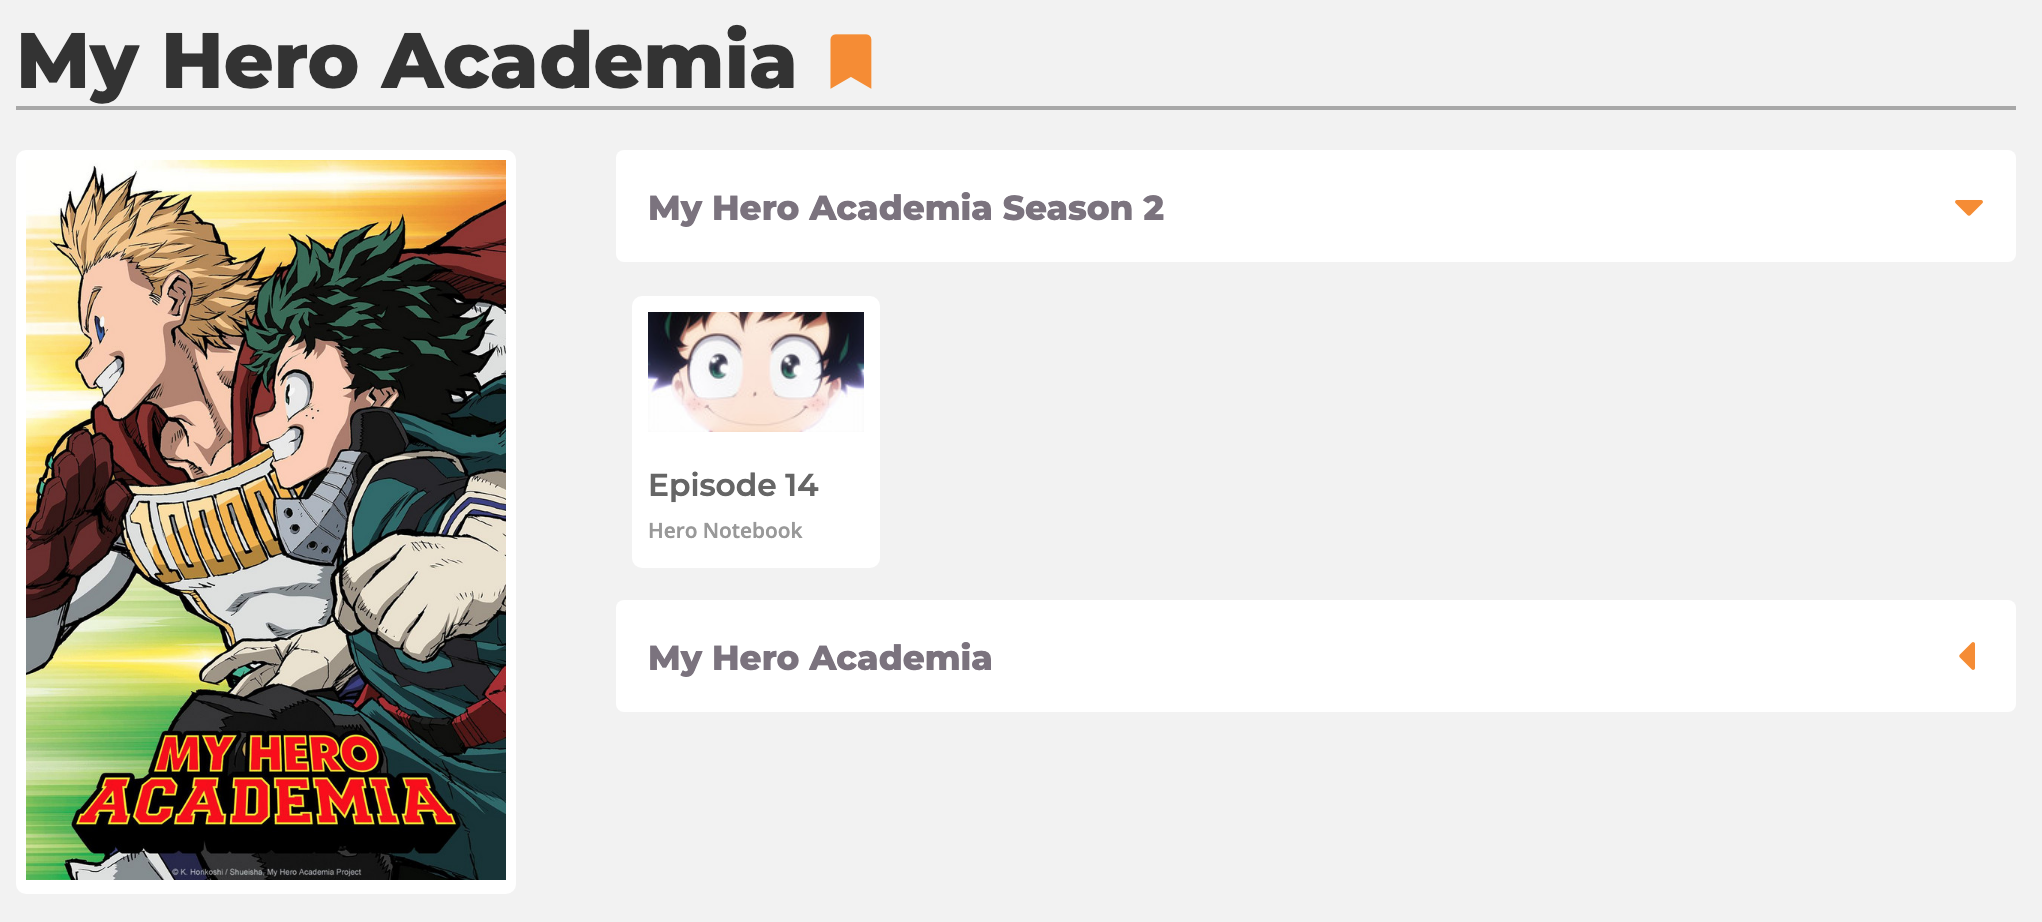 My Hero Academia
10000
MY HERO
ACADEMIA
© K. Horikoshi / Shueisha, My Hero Academia Project
My Hero Academia Season 2
Episode 14
Hero Notebook
My Hero Academia